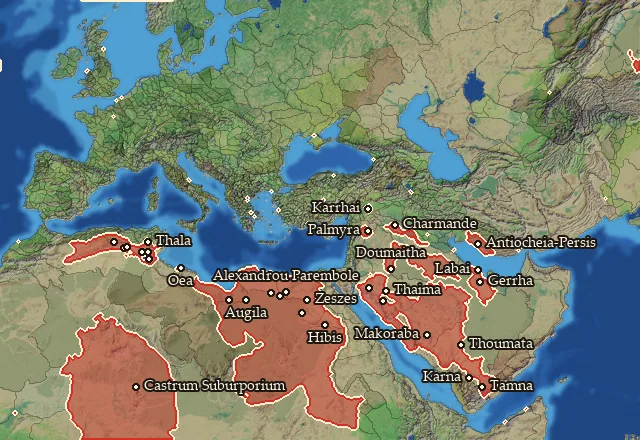 Karrhai
Charmande
Palmyra
Thala
Antiocheia-Persis
Doumaitha
Labai
Oea
Alexandrou-Parembole
Gerrha
Thaima
Zeszes
Augila
Hibis
Makoraba
Thoumata
Karna
Castrum Suburporium
Tamna